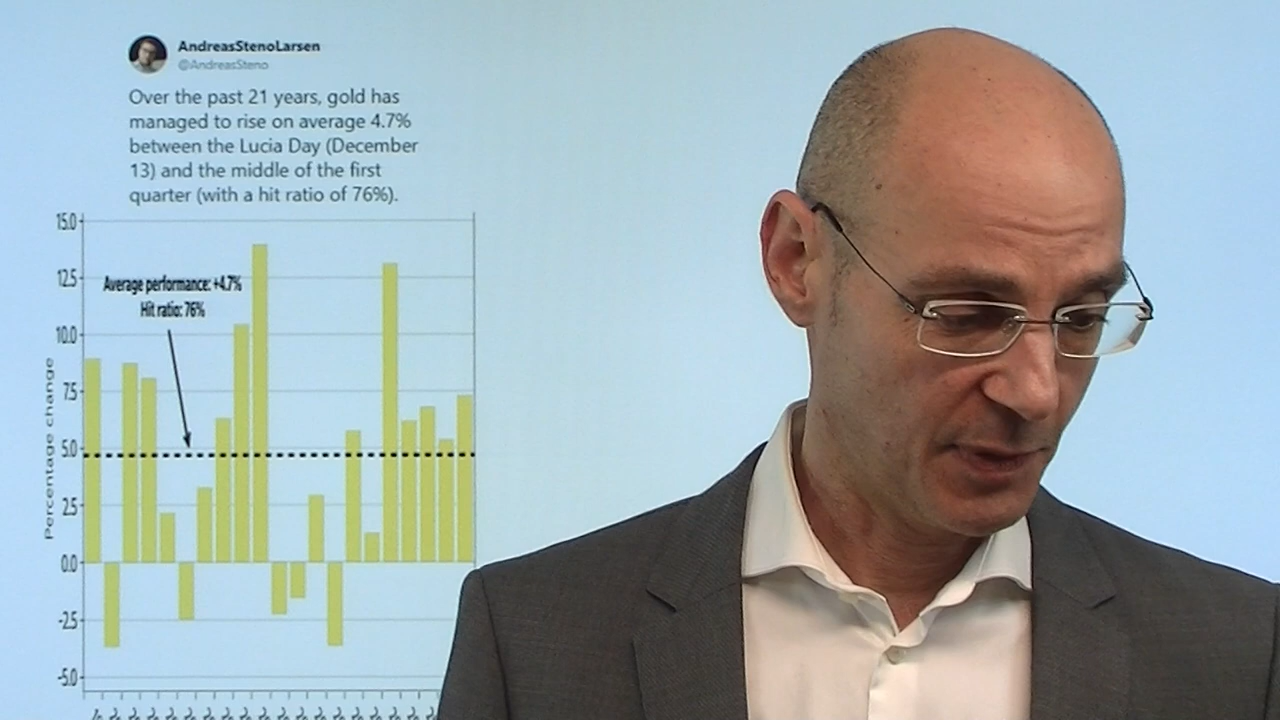 AndreasStenoLarsen
@AndreasSteno
Over the past 21 years, gold has
managed to rise on average 4.7%
between the Lucia Day (December
13) and the middle of the first
quarter (with a hit ratio of 76%).
15.0
12.5
Average performance: +4.7%
Hit ratio: 76%
10.0
7.5
5.0
2.5
0.0
-2.5
-5.0
Percentage change